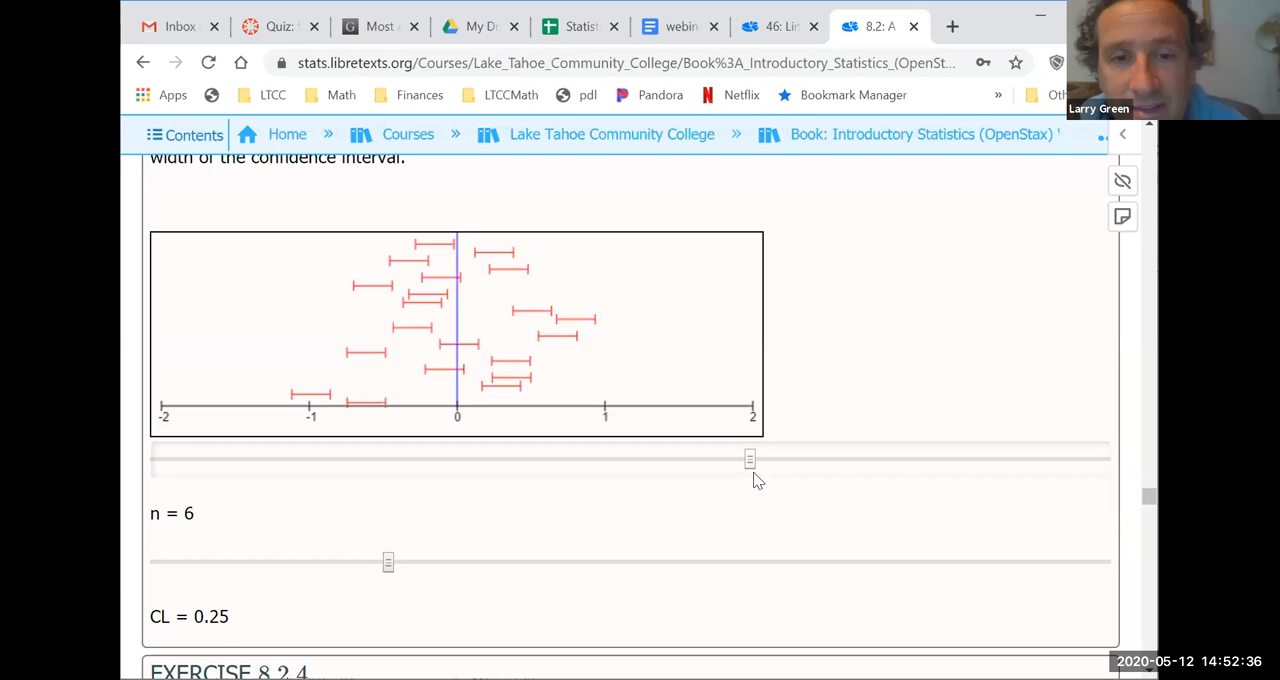 Inbox
Quiz:
Most
My D
Statist
webin
46: Lin
8.2: A
stats.libretexts.org/Courses/Lake_Tahoe_Community_College/Book%3A_Introductory_Statistics_(OpenSt...
Apps
LTCC
Math
Finances
LTCCMath
pdl
Pandora
Netflix
Bookmark Manager
»
Oth
Larry Green
Contents
Home » Courses » Lake Tahoe Community College » Book: Introductory Statistics (OpenStax)
width of the confidence interval.
-2 -1 0 1 2
n = 6
CL = 0.25
EXERCISE 8.2.4
2020-05-12 14:52:36